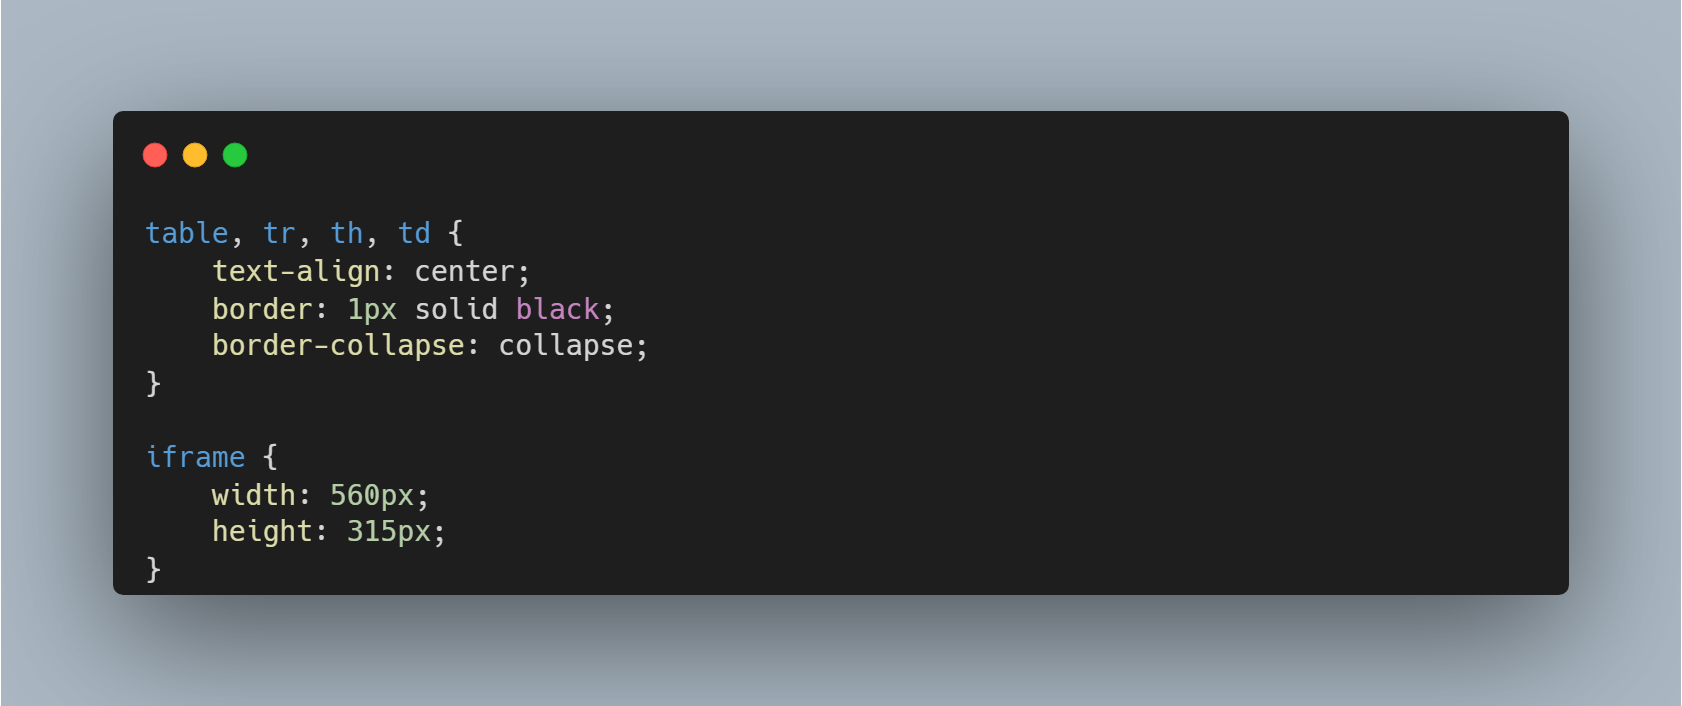 table, tr, th, td {
    text-align: center;
    border: 1px solid black;
    border-collapse: collapse;
}

iframe {
    width: 560px;
    height: 315px;
}